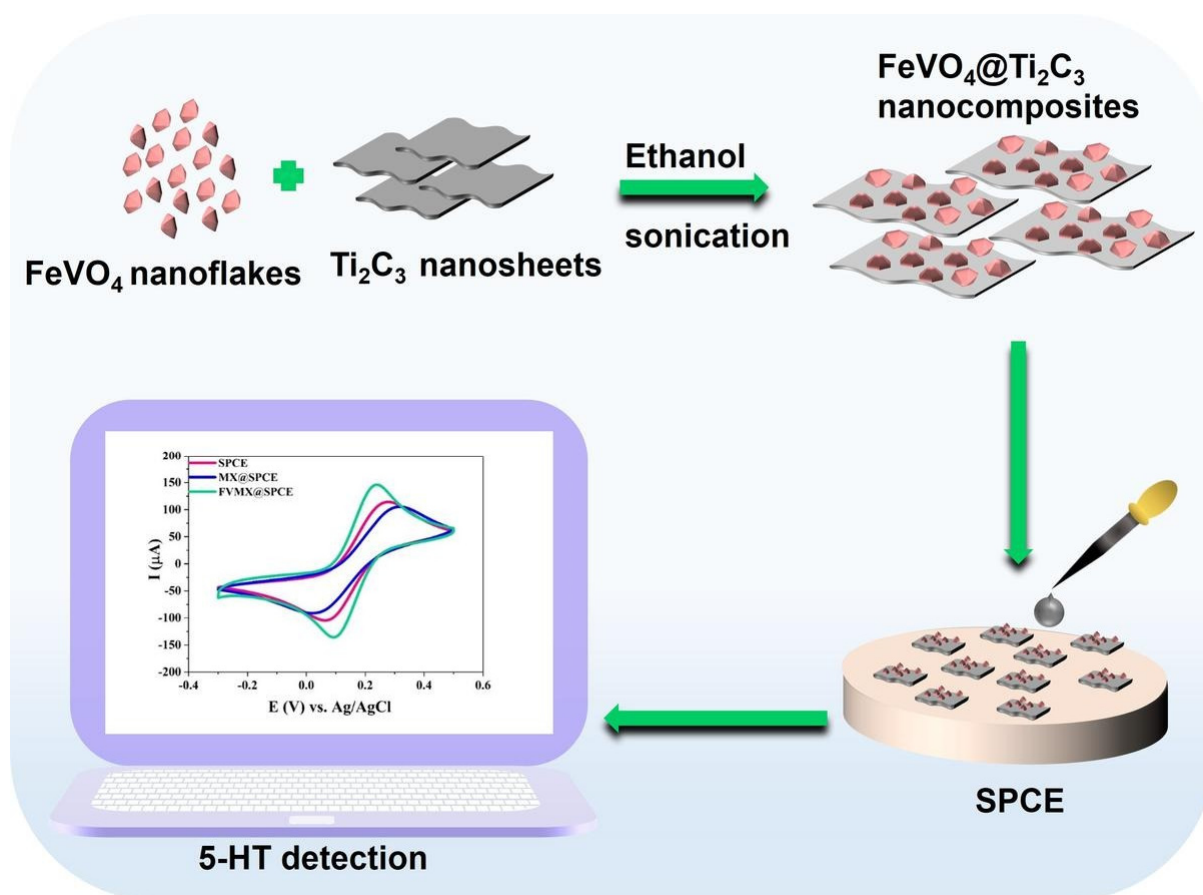 FeVO₄@Ti₂C₃
nanocomposites
Ethanol
sonication
FeVO₄ nanoflakes
Ti₂C₃ nanosheets
200
150
100
50
0
-50
-100
-150
-200
I (μA)
SPCE
MX@SPCE
FVMX@SPCE
-0.4
-0.2
0.0
0.2
0.4
0.6
E (V) vs. Ag/AgCl
SPCE
5-HT detection